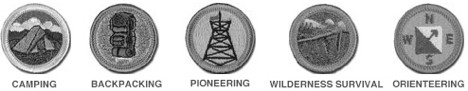 N
W E
S
CAMPING BACKPACKING PIONEERING WILDERNESS SURVIVAL ORIENTEERING